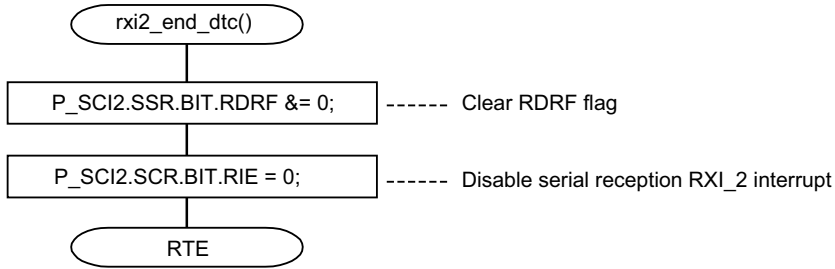 rxi2_end_dtc()
P_SCI2.SSR.BIT.RDRF &= 0; Clear RDRF flag
P_SCI2.SCR.BIT.RIE = 0; Disable serial reception RXI_2 interrupt
RTE